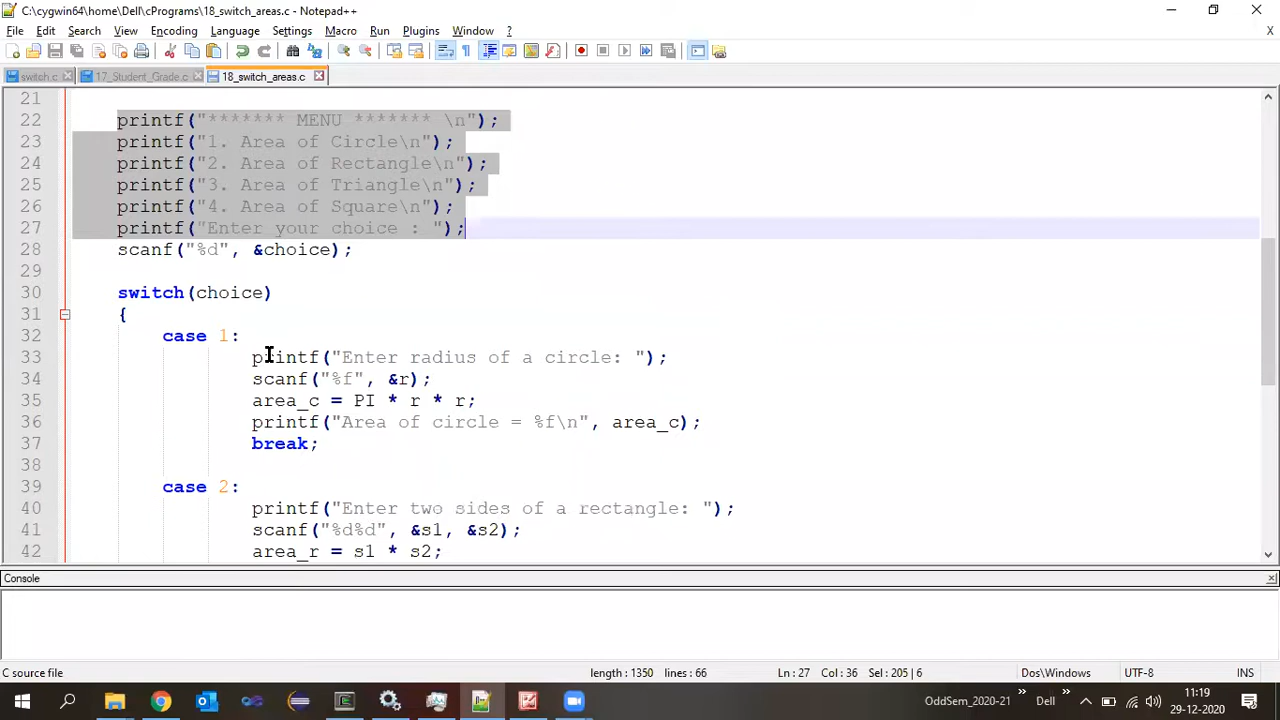 C:\cygwin64\home\Dell\cPrograms\18_switch_areas.c - Notepad++
File Edit Search View Encoding Language Settings Macro Run Plugins Window ? X
switch.c 17_Student_Grade.c 18_switch_areas.c
21
22 printf("******* MENU ******* \n");
23 printf("1. Area of Circle\n");
24 printf("2. Area of Rectangle\n");
25 printf("3. Area of Triangle\n");
26 printf("4. Area of Square\n");
27 printf("Enter your choice : ");
28 scanf("%d", &choice);
29
30 switch(choice)
31 {
32 case 1:
33 printf("Enter radius of a circle: ");
34 scanf("%f", &r);
35 area_c = PI * r * r;
36 printf("Area of circle = %f\n", area_c);
37 break;
38
39 case 2:
40 printf("Enter two sides of a rectangle: ");
41 scanf("%d%d", &s1, &s2);
42 area_r = s1 * s2;
Console
C source file length : 1350 lines : 66 Ln : 27 Col : 36 Sel : 205 | 6 Dos\Windows UTF-8 INS
OddSem_2020-21 » Dell » 11:19
29-12-2020